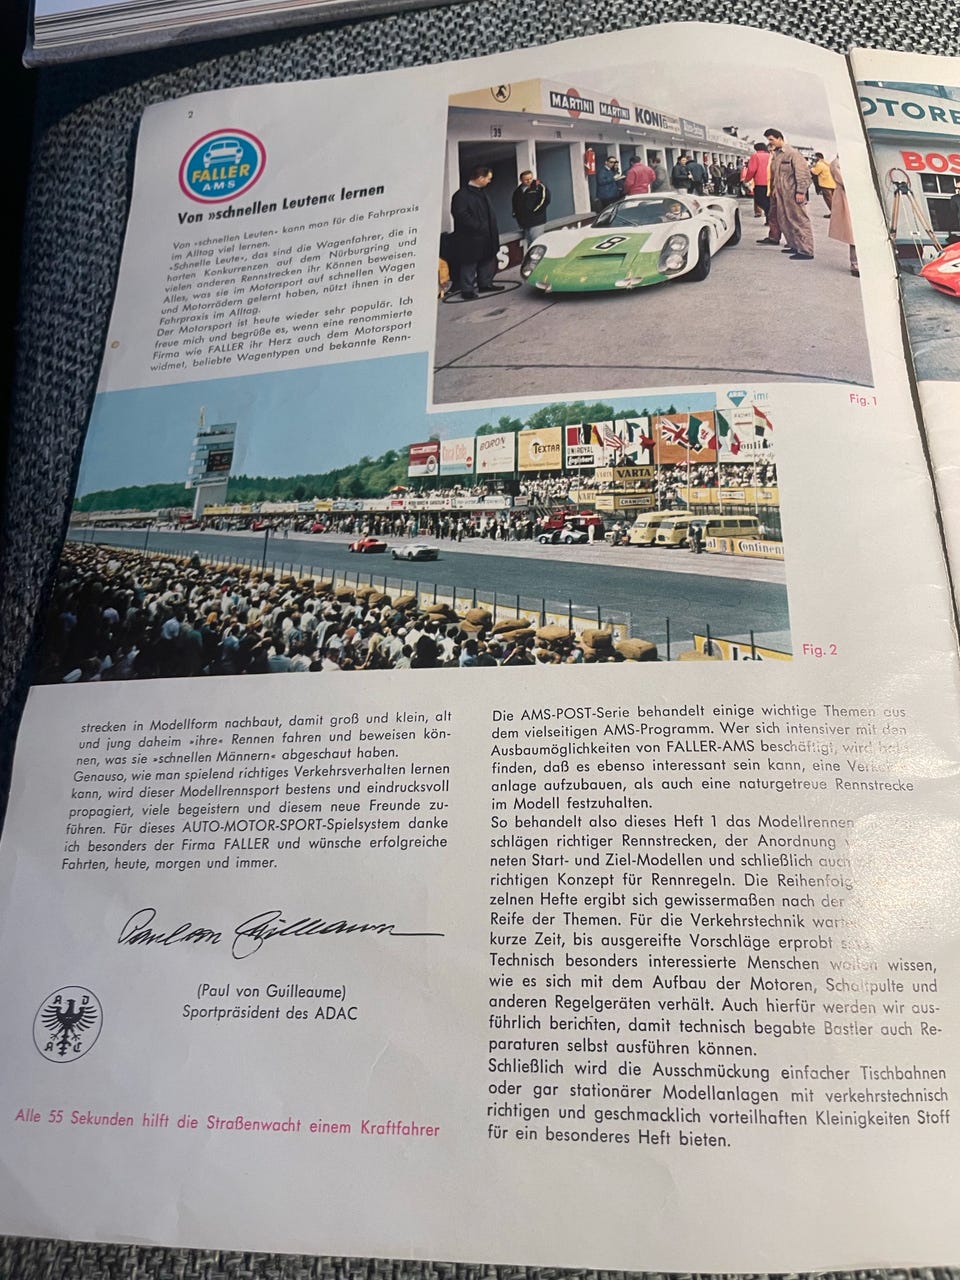 2
FALLER
AMS
Von »schnellen Leuten« lernen
Von »schnellen Leuten« kann man für die Fahrpraxis
im Alltag viel lernen.
»Schnelle Leute«, das sind die Wagenfahrer, die in
harten Konkurrenzen auf dem Nürburgring und
vielen anderen Rennstrecken ihr Können beweisen.
Alles, was sie im Motorsport auf schnellen Wagen
und Motorrädern gelernt haben, nützt ihnen in der
Fahrpraxis im Alltag.
Der Motorsport ist heute wieder sehr populär. Ich
freue mich und begrüße es, wenn eine renommierte
Firma wie FALLER ihr Herz auch dem Motorsport
widmet, beliebte Wagentypen und bekannte Renn-
MARTINI MARTINI KONI
39
8
Fig. 1
OTORE
BOS
Coca Cola BORON TEXTAR UNIROYAL
VARTA
CHAMPION
Continen
Fig. 2
strecken in Modellform nachbaut, damit groß und klein, alt
und jung daheim »ihre« Rennen fahren und beweisen kön-
nen, was sie »schnellen Männern« abgeschaut haben.
Genauso, wie man spielend richtiges Verkehrsverhalten lernen
kann, wird dieser Modellrennsport bestens und eindrucksvoll
propagiert, viele begeistern und diesem neue Freunde zu-
führen. Für dieses AUTO-MOTOR-SPORT-Spielsystem danke
ich besonders der Firma FALLER und wünsche erfolgreiche
Fahrten, heute, morgen und immer.
Paul von Guilleaume
(Paul von Guilleaume)
Sportpräsident des ADAC
ADAC
Alle 55 Sekunden hilft die Straßenwacht einem Kraftfahrer
Die AMS-POST-Serie behandelt einige wichtige Themen aus
dem vielseitigen AMS-Programm. Wer sich intensiver mit den
Ausbaumöglichkeiten von FALLER-AMS beschäftigt, wird
finden, daß es ebenso interessant sein kann, eine
anlage aufzubauen, als auch eine naturgetreue Rennstrecke
im Modell festzuhalten.
So behandelt also dieses Heft 1 das Modellrennen
schlägen richtiger Rennstrecken, der Anordnung
neten Start- und Ziel-Modellen und schließlich auch
richtigen Konzept für Rennregeln. Die Reihenfolge
zelnen Hefte ergibt sich gewissermaßen nach der
Reife der Themen. Für die Verkehrstechnik
kurze Zeit, bis ausgereifte Vorschläge erprobt
Technisch besonders interessierte Menschen wollen wissen,
wie es sich mit dem Aufbau der Motoren, Schaltpulte und
anderen Regelgeräten verhält. Auch hierfür werden wir aus-
führlich berichten, damit technisch begabte Bastler auch Re-
paraturen selbst ausführen können.
Schließlich wird die Ausschmückung einfacher Tischbahnen
oder gar stationärer Modellanlagen mit verkehrstechnisch
richtigen und geschmacklich vorteilhaften Kleinigkeiten Stoff
für ein besonderes Heft bieten.